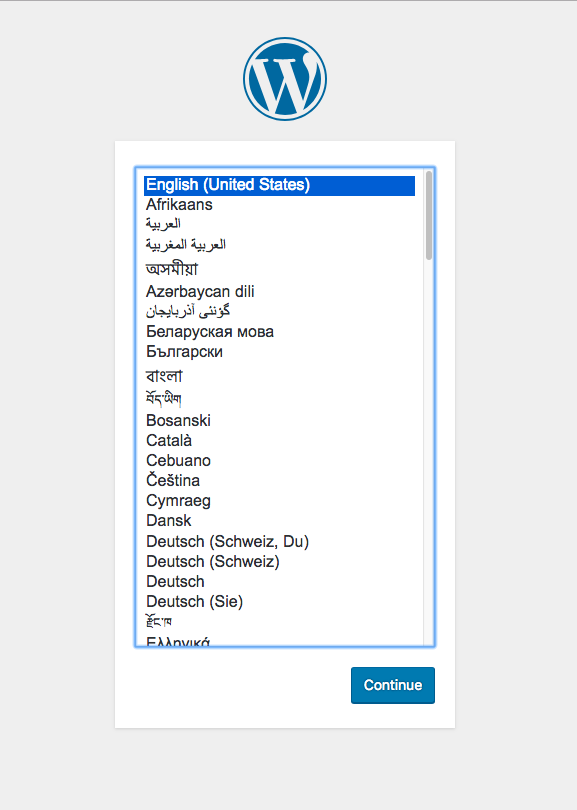 English (United States)
Afrikaans
العربية
العربية المغربية
অসমীয়া
Azərbaycan dili
گؤنئی آذربایجان
Беларуская мова
Български
বাংলা
བོད་ཡིག
Bosanski
Català
Cebuano
Čeština
Cymraeg
Dansk
Deutsch (Schweiz, Du)
Deutsch (Schweiz)
Deutsch
Deutsch (Sie)
རྫོང་ཁ
Ελληνικά
Continue